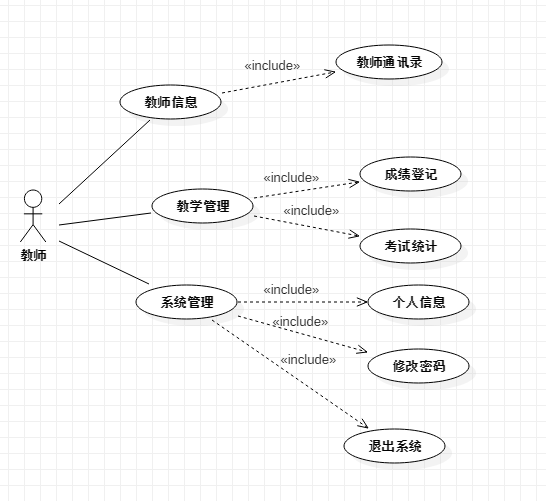 «include»
教师通讯录
教师信息
«include»
成绩登记
教学管理
«include»
考试统计
教师
系统管理
«include»
个人信息
«include»
修改密码
«include»
退出系统